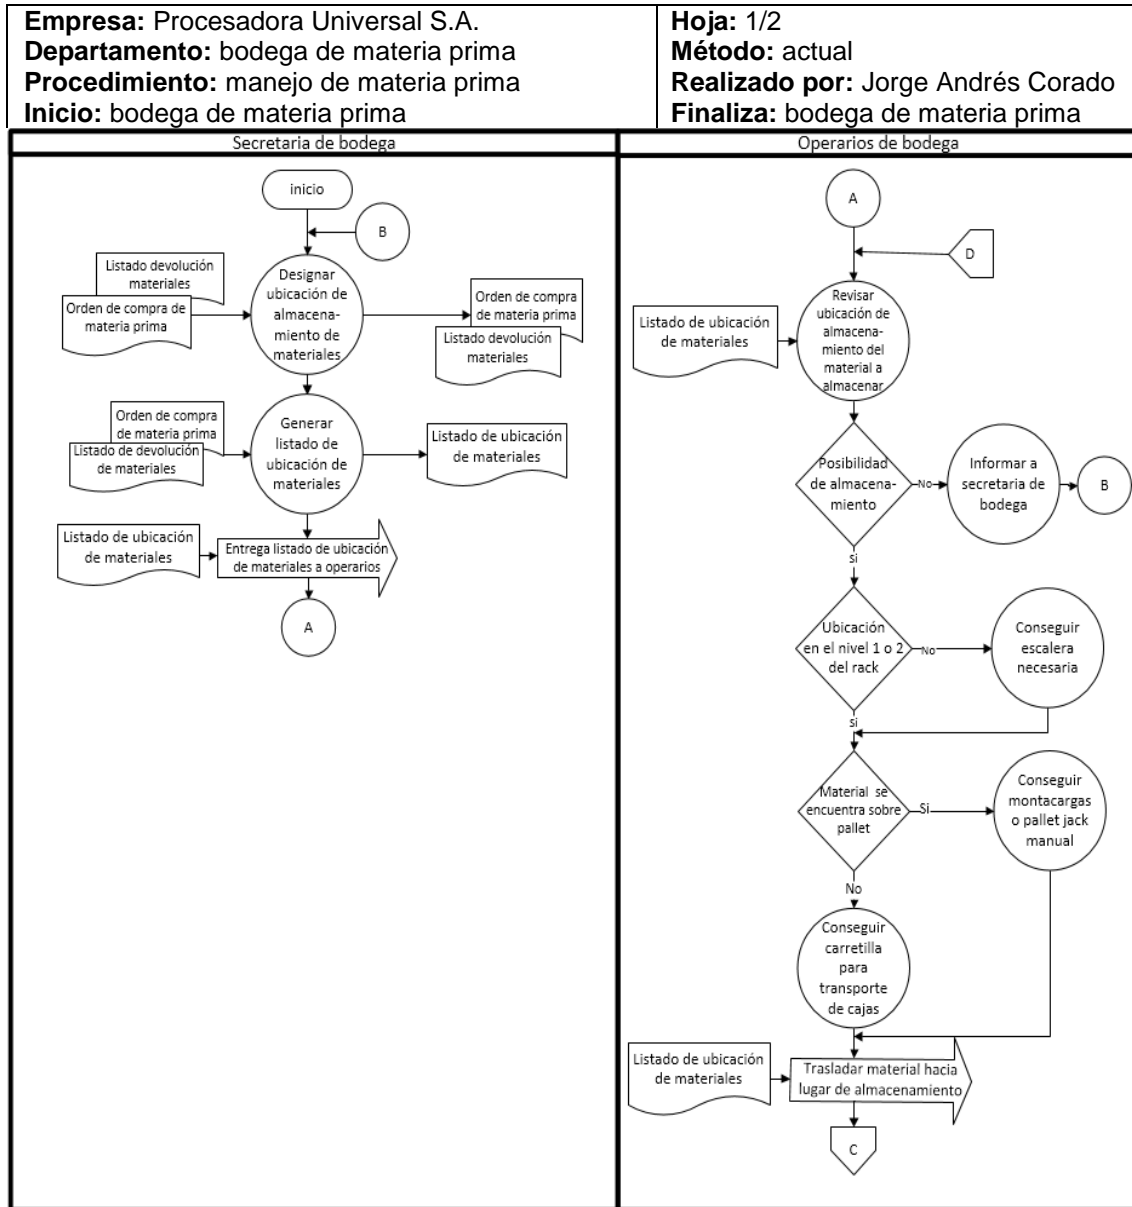 Empresa: Procesadora Universal S.A.
Departamento: bodega de materia prima
Procedimiento: manejo de materia prima
Inicio: bodega de materia prima
Hoja: 1/2
Método: actual
Realizado por: Jorge Andrés Corado
Finaliza: bodega de materia prima
Secretaria de bodega
inicio
B
Listado devolución
materiales
Orden de compra de
materia prima
Designar
ubicación de
almacena-
miento de
materiales
Orden de compra
de materia prima
Listado devolución
materiales
Orden de compra
de materia prima
Listado de devolución
de materiales
Generar
listado de
ubicación de
materiales
Listado de ubicación
de materiales
Listado de ubicación
de materiales
Entrega listado de ubicación
de materiales a operarios
A
Operarios de bodega
A
D
Listado de ubicación
de materiales
Revisar
ubicación de
almacena-
miento del
material a
almacenar
Posibilidad
de almacena-
miento
No
Informar a
secretaria de
bodega
B
si
Ubicación
en el nivel 1 o 2
del rack
No
Conseguir
escalera
necesaria
si
Material se
encuentra sobre
pallet
Si
Conseguir
montacargas
o pallet jack
manual
No
Conseguir
carretilla
para
transporte
de cajas
Listado de ubicación
de materiales
Trasladar material hacia
lugar de almacenamiento
C